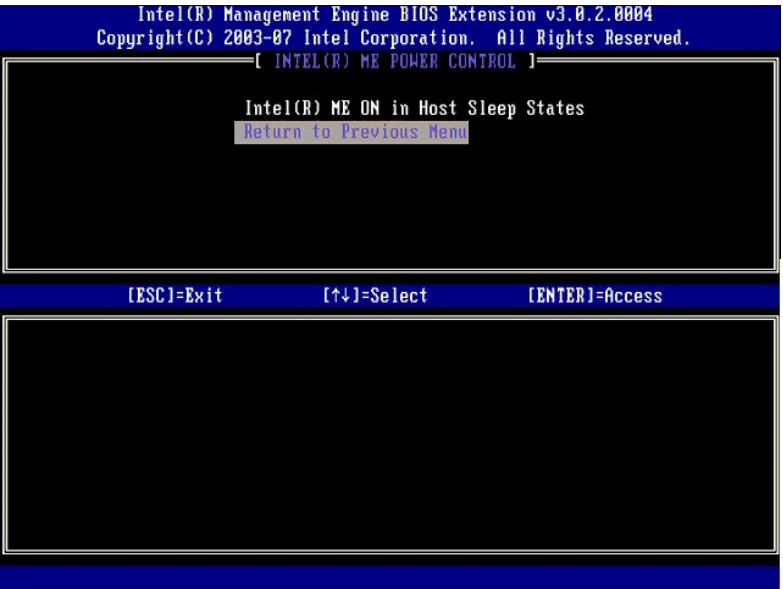 Intel(R) Management Engine BIOS Extension v3.0.2.0004
Copyright(C) 2003-07 Intel Corporation. All Rights Reserved.
[ INTEL(R) ME POWER CONTROL ]
Intel(R) ME ON in Host Sleep States
Return to Previous Menu
[ESC]=Exit [↑↓]=Select [ENTER]=Access